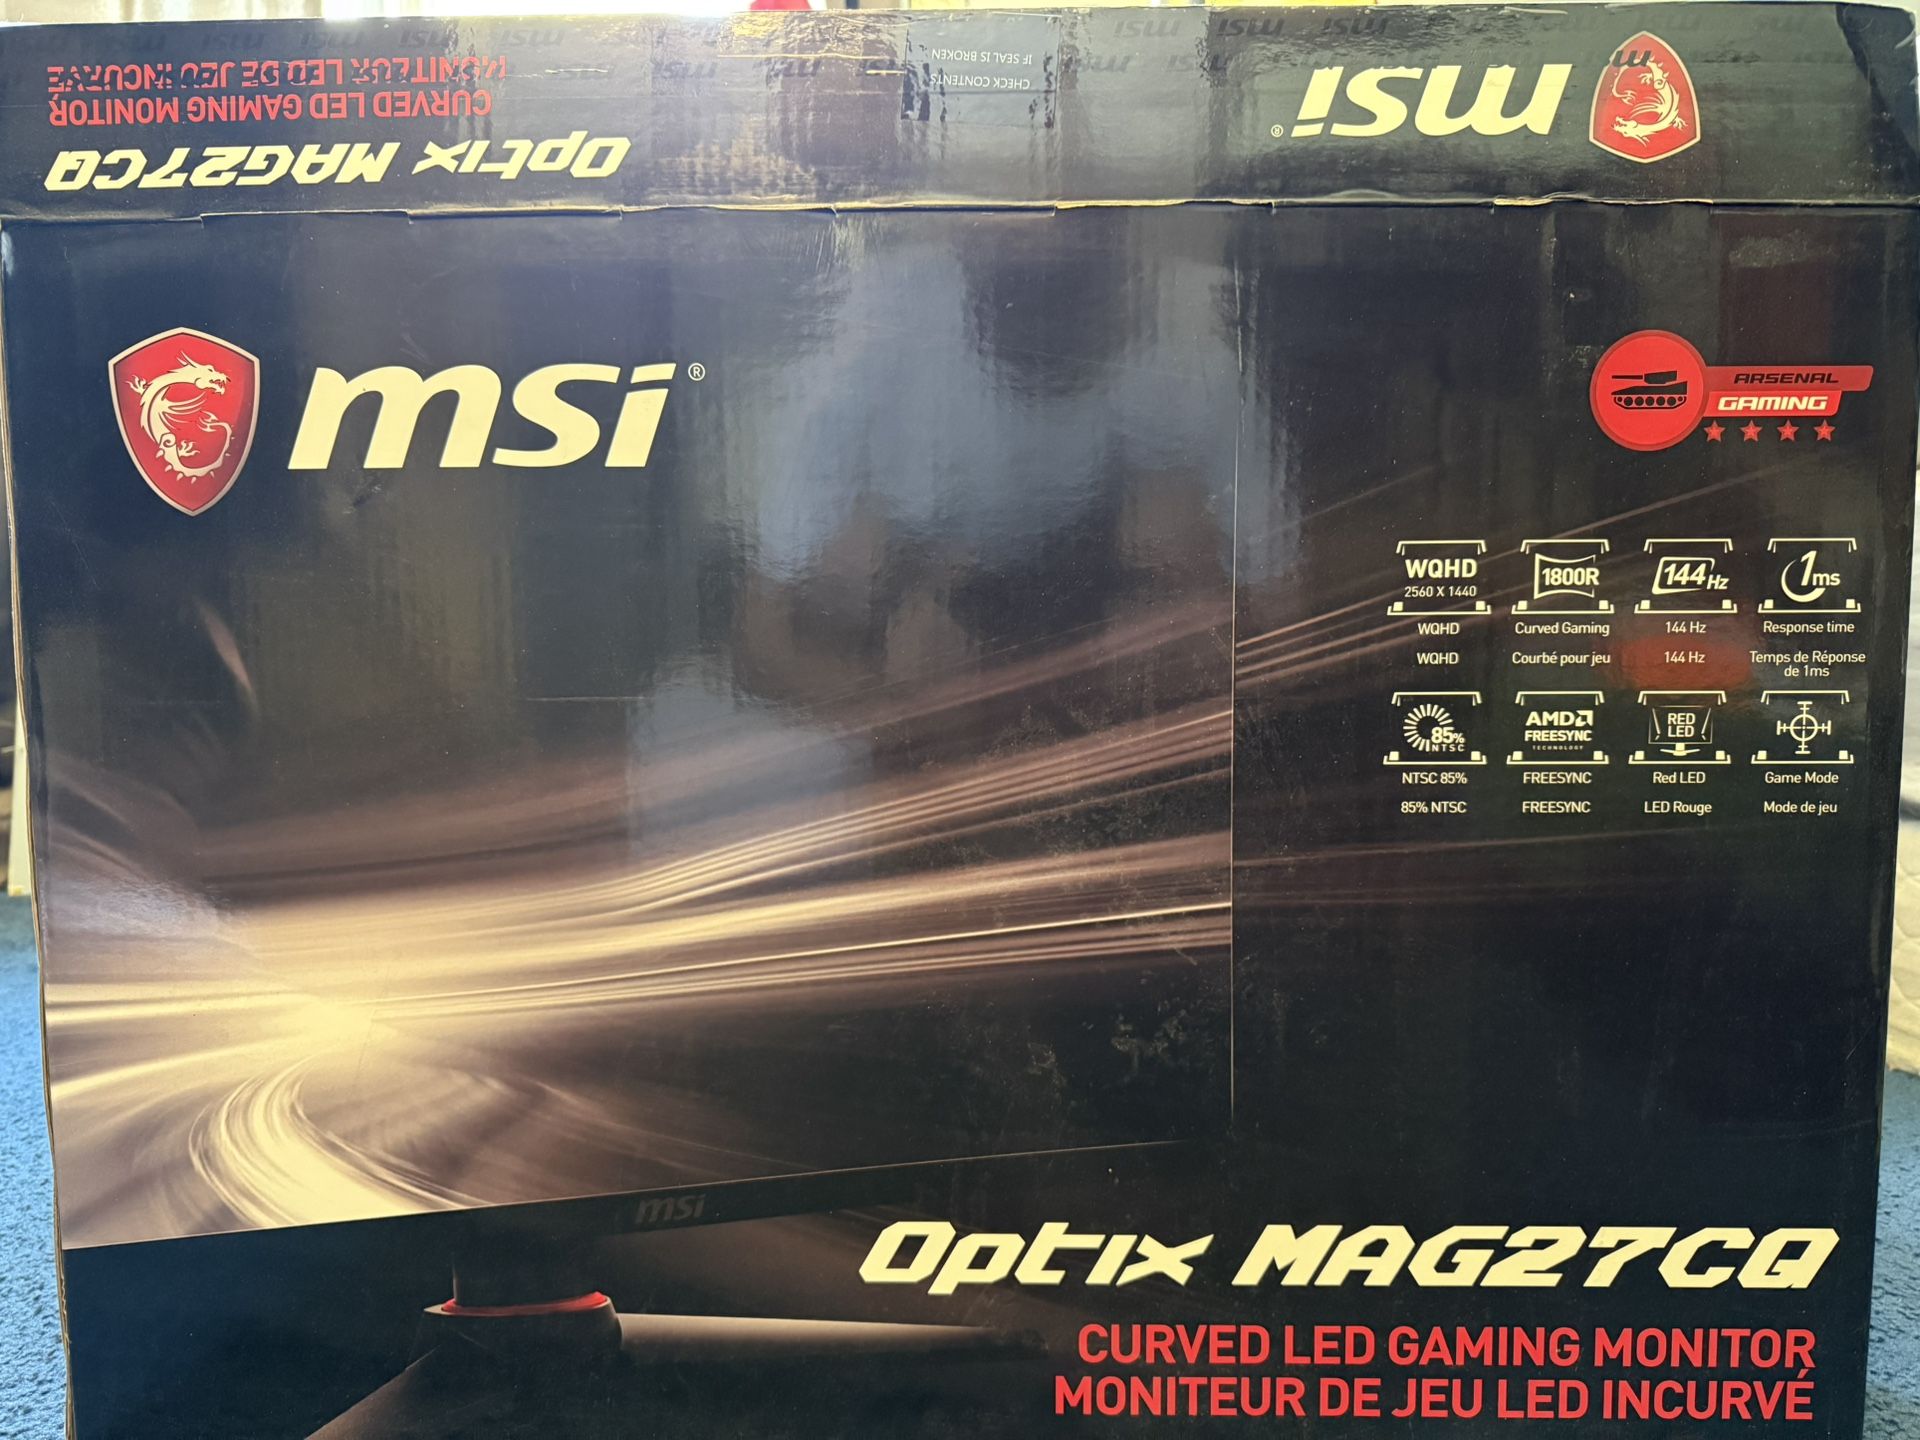 CURVED LED GAMING MONITOR
MONITEUR LED DE JEU INCURVÉ
Optix MAG27CQ
CHECK CONTENTS
IF SEAL IS BROKEN
msi®
msi®
ARSENAL
GAMING
WQHD
2560 X 1440
WQHD
WQHD
1800R
Curved Gaming
Courbé pour jeu
144Hz
144 Hz
144 Hz
1ms
Response time
Temps de Réponse
de 1ms
85%
NTSC
NTSC 85%
85% NTSC
AMD
FREESYNC
TECHNOLOGY
FREESYNC
FREESYNC
RED
LED
Red LED
LED Rouge
Game Mode
Mode de jeu
msi
Optix MAG27CQ
CURVED LED GAMING MONITOR
MONITEUR DE JEU LED INCURVÉ